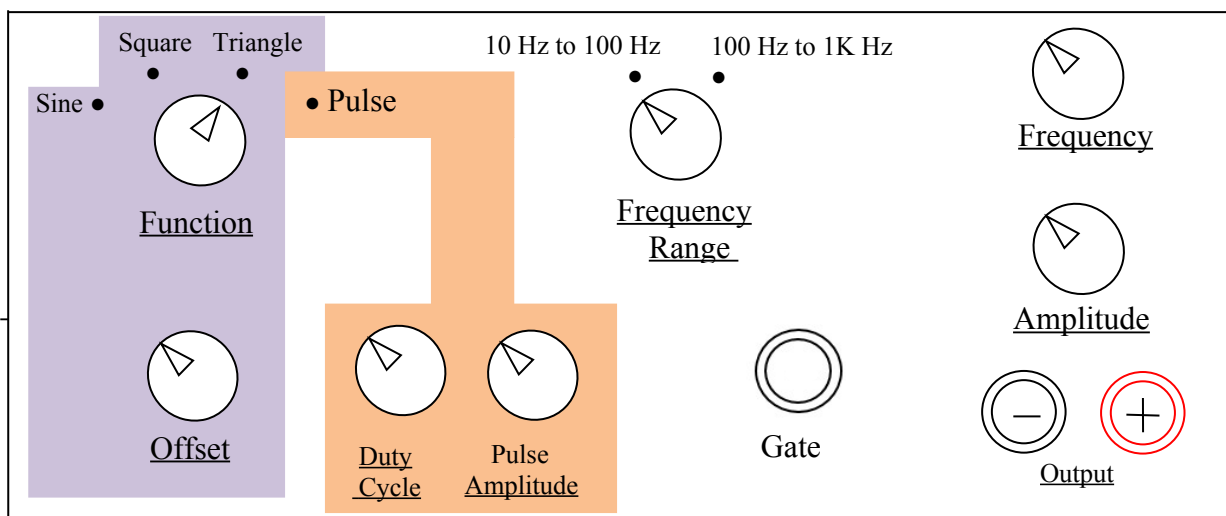 Square Triangle
Sine
Pulse
Function
Offset
Duty
Cycle
Pulse
Amplitude
10 Hz to 100 Hz
100 Hz to 1K Hz
Frequency
Range
Gate
Frequency
Amplitude
− +
Output